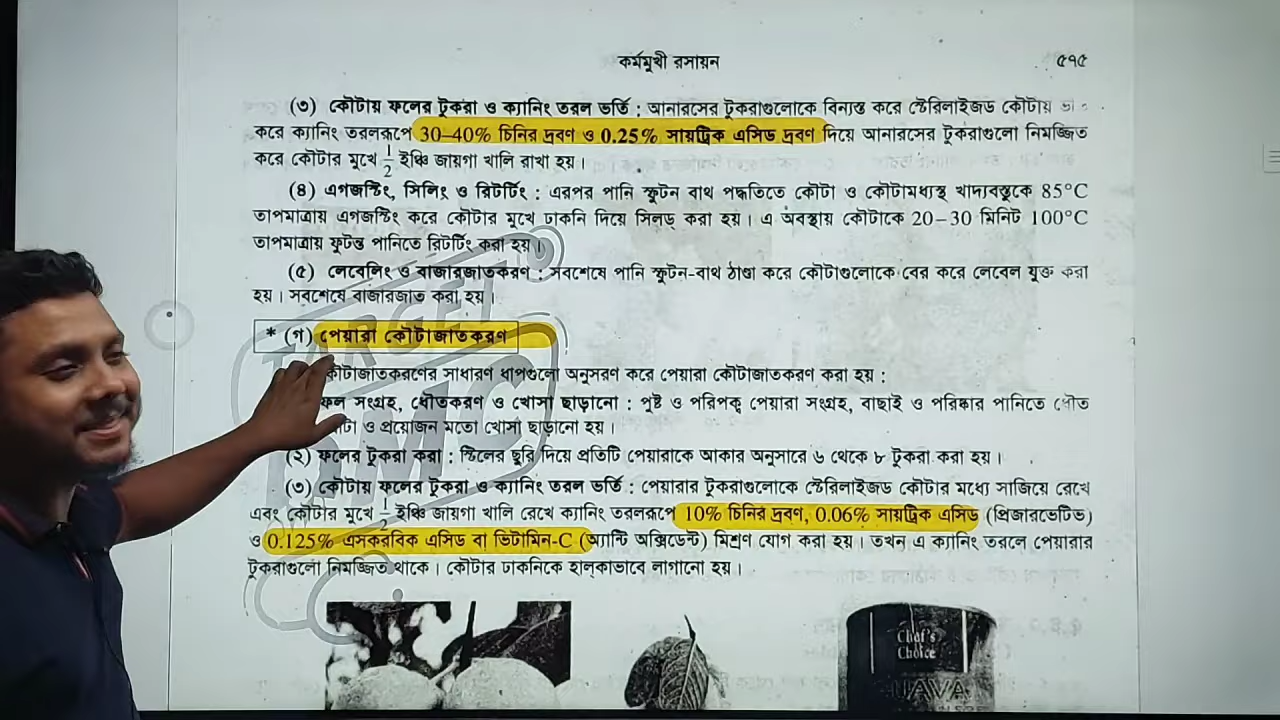 কর্মমুখী রসায়ন ৫৭৫
(৩) কৌটায় ফলের টুকরা ও ক্যানিং তরল ভর্তি : আনারসের টুকরাগুলোকে বিন্যস্ত করে স্টেরিলাইজড কৌটায়
করে ক্যানিং তরলরূপে 30–40% চিনির দ্রবণ ও 0.25% সায়ট্রিক এসিড দ্রবণ দিয়ে আনারসের টুকরাগুলো নিমজ্জিত
করে কৌটার মুখে 1/2 ইঞ্চি জায়গা খালি রাখা হয়।
(৪) এগজস্টিং, সিলিং ও রিটর্টিং : এরপর পানি স্ফুটন বাথ পদ্ধতিতে কৌটা ও কৌটামধ্যস্থ খাদ্যবস্তুকে 85°C
তাপমাত্রায় এগজস্টিং করে কৌটার মুখে ঢাকনি দিয়ে সিল্ড্ করা হয়। এ অবস্থায় কৌটাকে 20–30 মিনিট 100°C
তাপমাত্রায় ফুটন্ত পানিতে রিটর্টিং করা হয়।
(৫) লেবেলিং ও বাজারজাতকরণ : সবশেষে পানি স্ফুটন-বাথ ঠাণ্ডা করে কৌটাগুলোকে বের করে লেবেল যুক্ত করা
হয়। সবশেষে বাজারজাত করা হয়।
* (গ) পেয়ারা কৌটাজাতকরণ
কৌটাজাতকরণের সাধারণ ধাপগুলো অনুসরণ করে পেয়ারা কৌটাজাতকরণ করা হয় :
ফল সংগ্রহ, ধৌতকরণ ও খোসা ছাড়ানো : পুষ্ট ও পরিপক্ব পেয়ারা সংগ্রহ, বাছাই ও পরিষ্কার পানিতে ধৌত
ও প্রয়োজন মতো খোসা ছাড়ানো হয়।
(২) ফলের টুকরা করা : স্টিলের ছুরি দিয়ে প্রতিটি পেয়ারাকে আকার অনুসারে ৬ থেকে ৮ টুকরা করা হয়।
(৩) কৌটায় ফলের টুকরা ও ক্যানিং তরল ভর্তি : পেয়ারার টুকরাগুলোকে স্টেরিলাইজড কৌটার মধ্যে সাজিয়ে রেখে
এবং কৌটার মুখে 1/2 ইঞ্চি জায়গা খালি রেখে ক্যানিং তরলরূপে 10% চিনির দ্রবণ, 0.06% সায়ট্রিক এসিড (প্রিজারভেটিভ)
ও 0.125% এসকরবিক এসিড বা ভিটামিন-C (অ্যান্টি অক্সিডেন্ট) মিশ্রণ যোগ করা হয়। তখন এ ক্যানিং তরলে পেয়ারার
টুকরাগুলো নিমজ্জিত থাকে। কৌটার ঢাকনিকে হাল্কাভাবে লাগানো হয়।
TARGET
DMC
Chef's
Choice